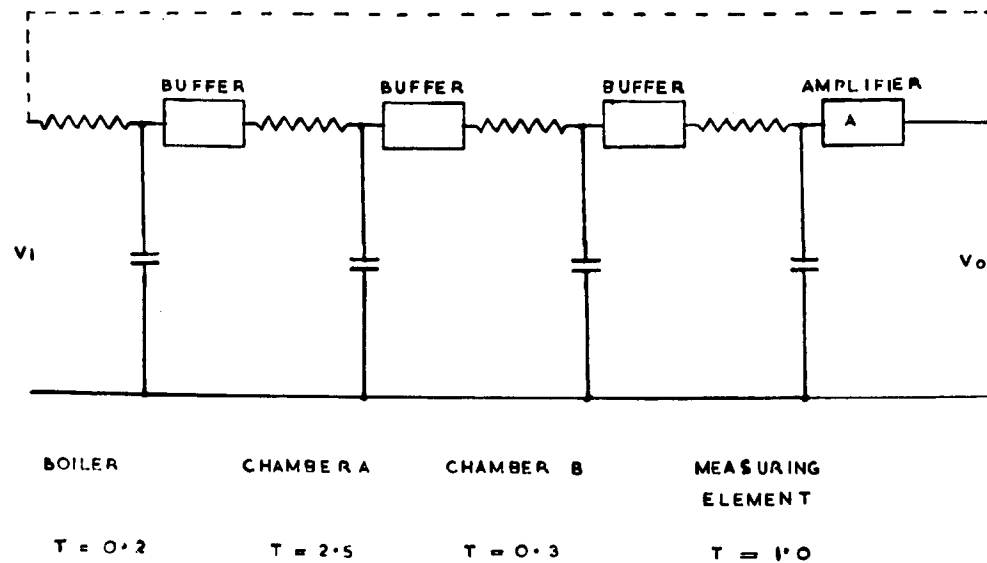 BUFFER BUFFER BUFFER AMPLIFIER
A
V1 Vo
BOILER CHAMBER A CHAMBER B MEASURING
ELEMENT
T = 0·2 T = 2·5 T = 0·3 T = 1·0